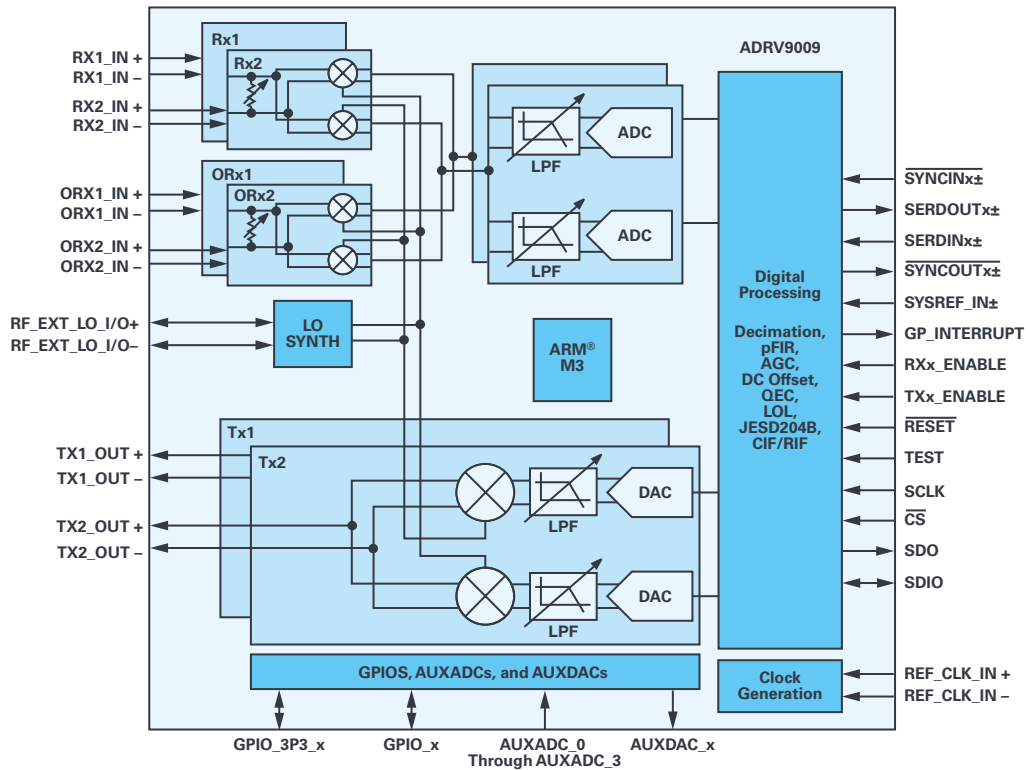 ADRV9009
RX1_IN +
RX1_IN –
RX2_IN +
RX2_IN –
Rx1
Rx2
ORX1_IN +
ORX1_IN –
ORX2_IN +
ORX2_IN –
ORx1
ORx2
RF_EXT_LO_I/O+
RF_EXT_LO_I/O–
LO
SYNTH
LPF
ADC
LPF
ADC
ARM®
M3
TX1_OUT +
TX1_OUT –
TX2_OUT +
TX2_OUT –
Tx1
Tx2
LPF
DAC
LPF
DAC
Digital
Processing
Decimation,
pFIR,
AGC,
DC Offset,
QEC,
LOL,
JESD204B,
CIF/RIF
SYNCINx±
SERDOUTx±
SERDINx±
SYNCOUTx±
SYSREF_IN±
GP_INTERRUPT
RXx_ENABLE
TXx_ENABLE
RESET
TEST
SCLK
CS
SDO
SDIO
GPIOS, AUXADCs, and AUXDACs
Clock
Generation
REF_CLK_IN +
REF_CLK_IN –
GPIO_3P3_x
GPIO_x
AUXADC_0
Through AUXADC_3
AUXDAC_x